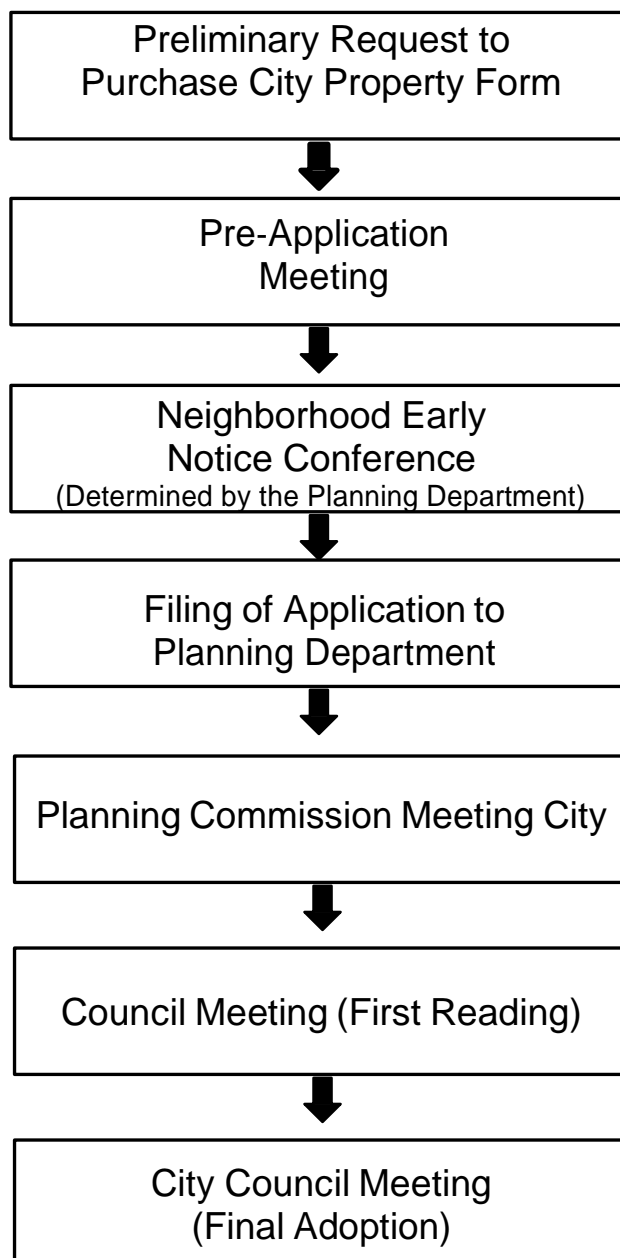 Preliminary Request to
Purchase City Property Form
Pre-Application
Meeting
Neighborhood Early
Notice Conference
(Determined by the Planning Department)
Filing of Application to
Planning Department
Planning Commission Meeting City
Council Meeting (First Reading)
City Council Meeting
(Final Adoption)